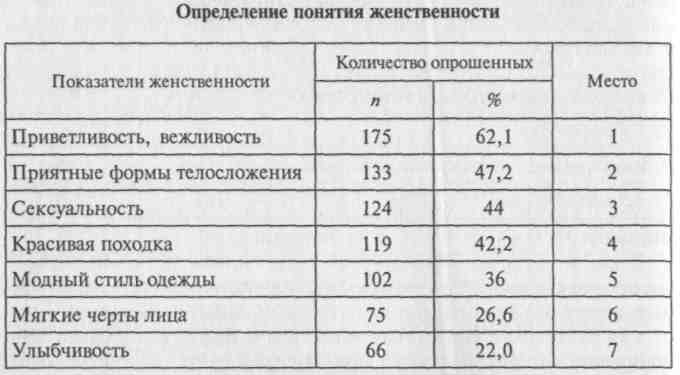 Определение понятия женственности
Показатели женственности
Количество опрошенных
Место
n
%
Приветливость, вежливость 175 62,1 1
Приятные формы телосложения 133 47,2 2
Сексуальность 124 44 3
Красивая походка 119 42,2 4
Модный стиль одежды 102 36 5
Мягкие черты лица 75 26,6 6
Улыбчивость 66 22,0 7